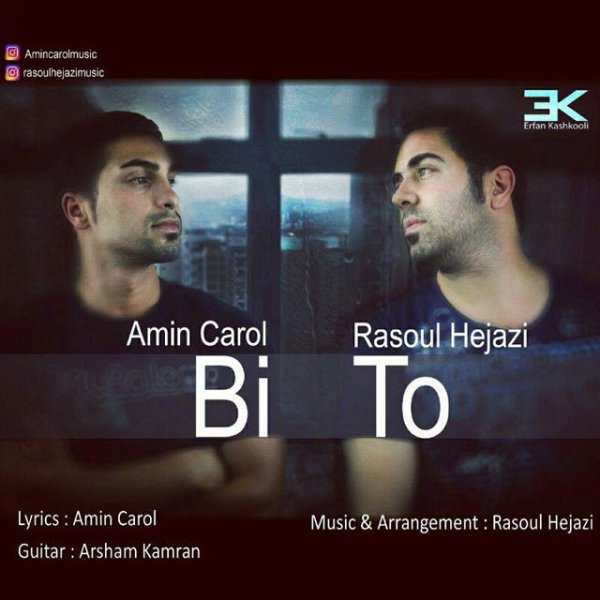 Amincarolmusic
rasoulhejazimusic
EK
Erfan Kashkooli
Amin Carol
Rasoul Hejazi
Bi To
Lyrics : Amin Carol
Music & Arrangement : Rasoul Hejazi
Guitar : Arsham Kamran